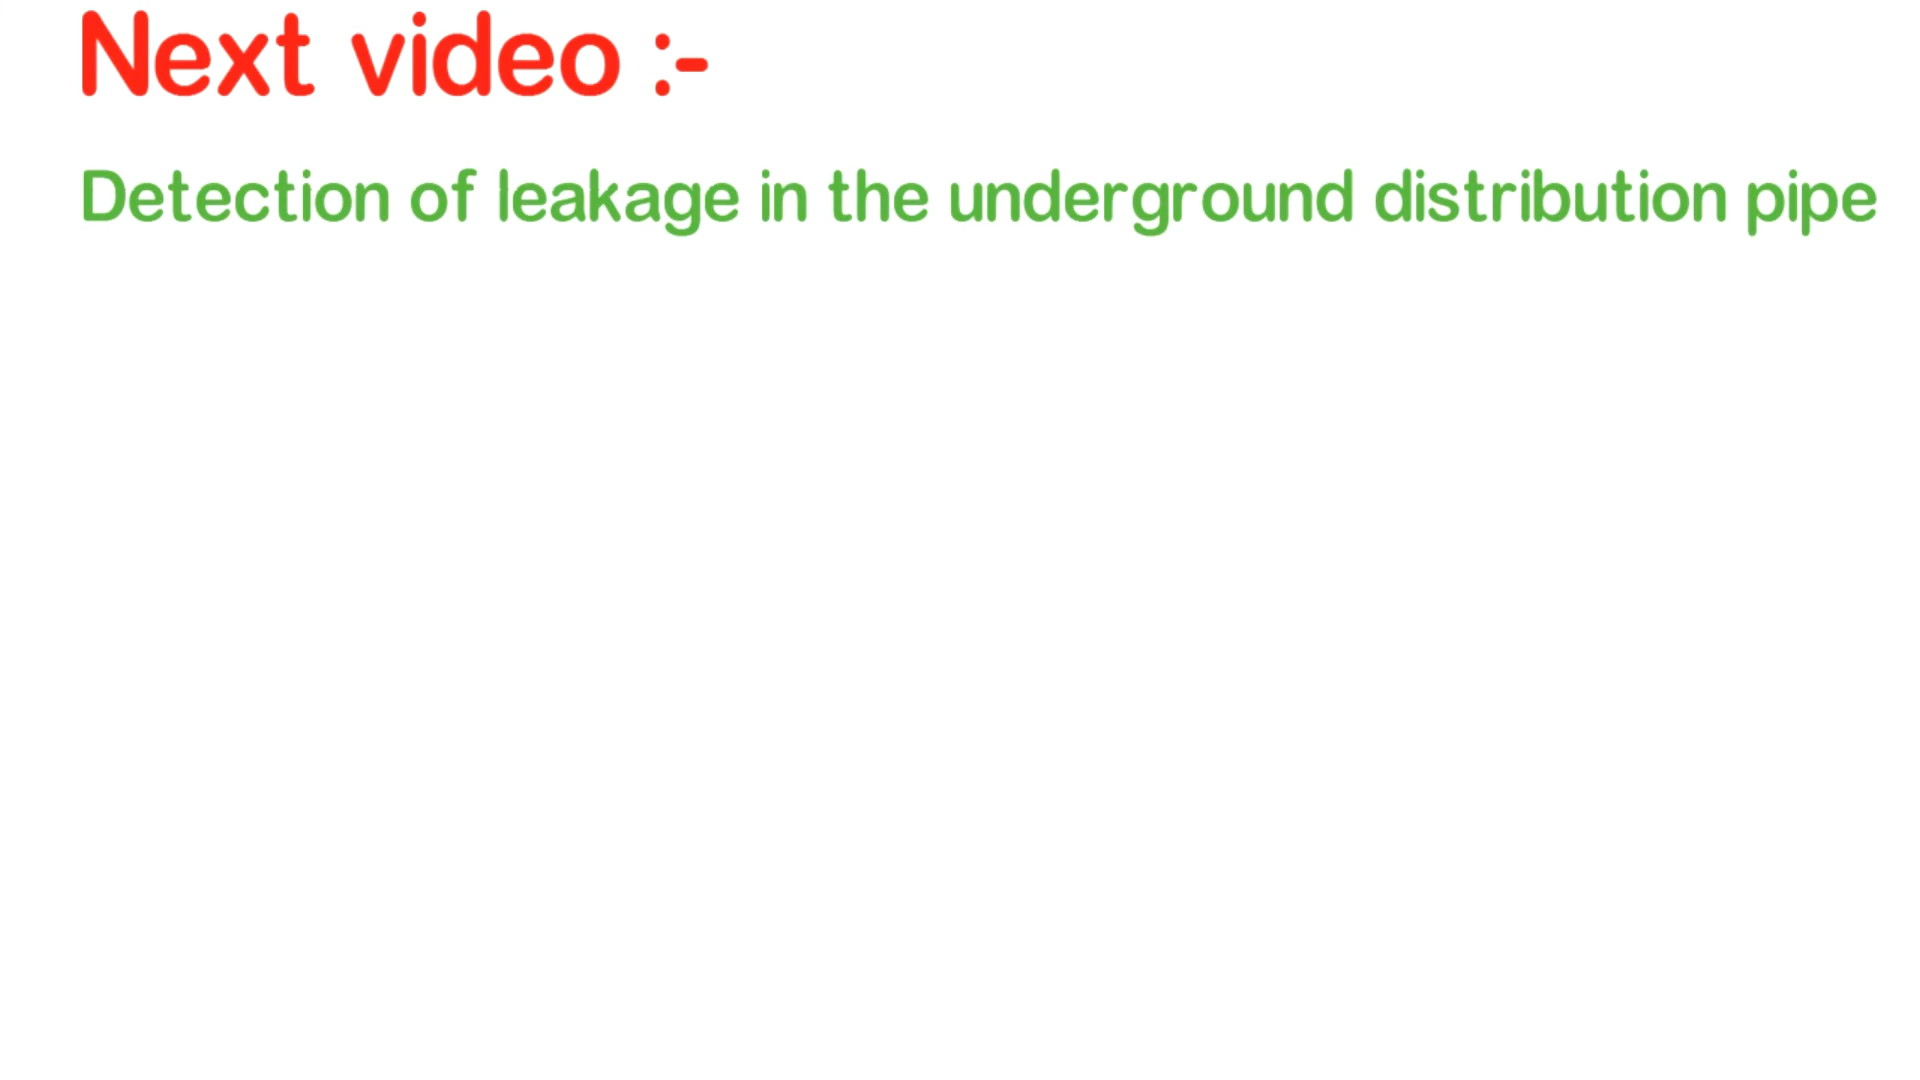 Next video :-
Detection of leakage in the underground distribution pipe